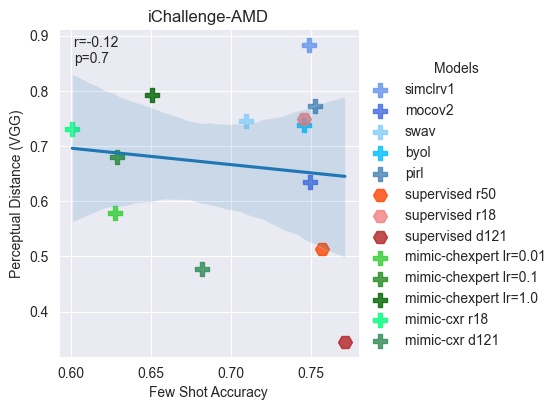 iChallenge-AMD
r=-0.12
p=0.7
Perceptual Distance (VGG)
0.9
0.8
0.7
0.6
0.5
0.4
0.60
0.65
0.70
0.75
Few Shot Accuracy
Models
simclrv1
mocov2
swav
byol
pirl
supervised r50
supervised r18
supervised d121
mimic-chexpert lr=0.01
mimic-chexpert lr=0.1
mimic-chexpert lr=1.0
mimic-cxr r18
mimic-cxr d121